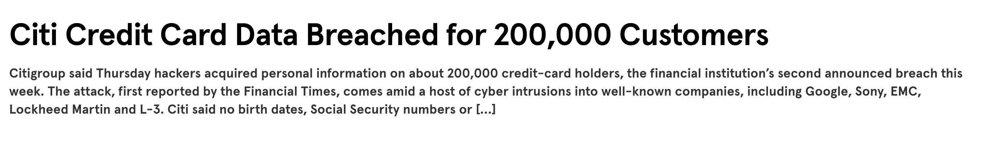 Citi Credit Card Data Breached for 200,000 Customers
Citigroup said Thursday hackers acquired personal information on about 200,000 credit-card holders, the financial institution’s second announced breach this
week. The attack, first reported by the Financial Times, comes amid a host of cyber intrusions into well-known companies, including Google, Sony, EMC,
Lockheed Martin and L-3. Citi said no birth dates, Social Security numbers or [...]